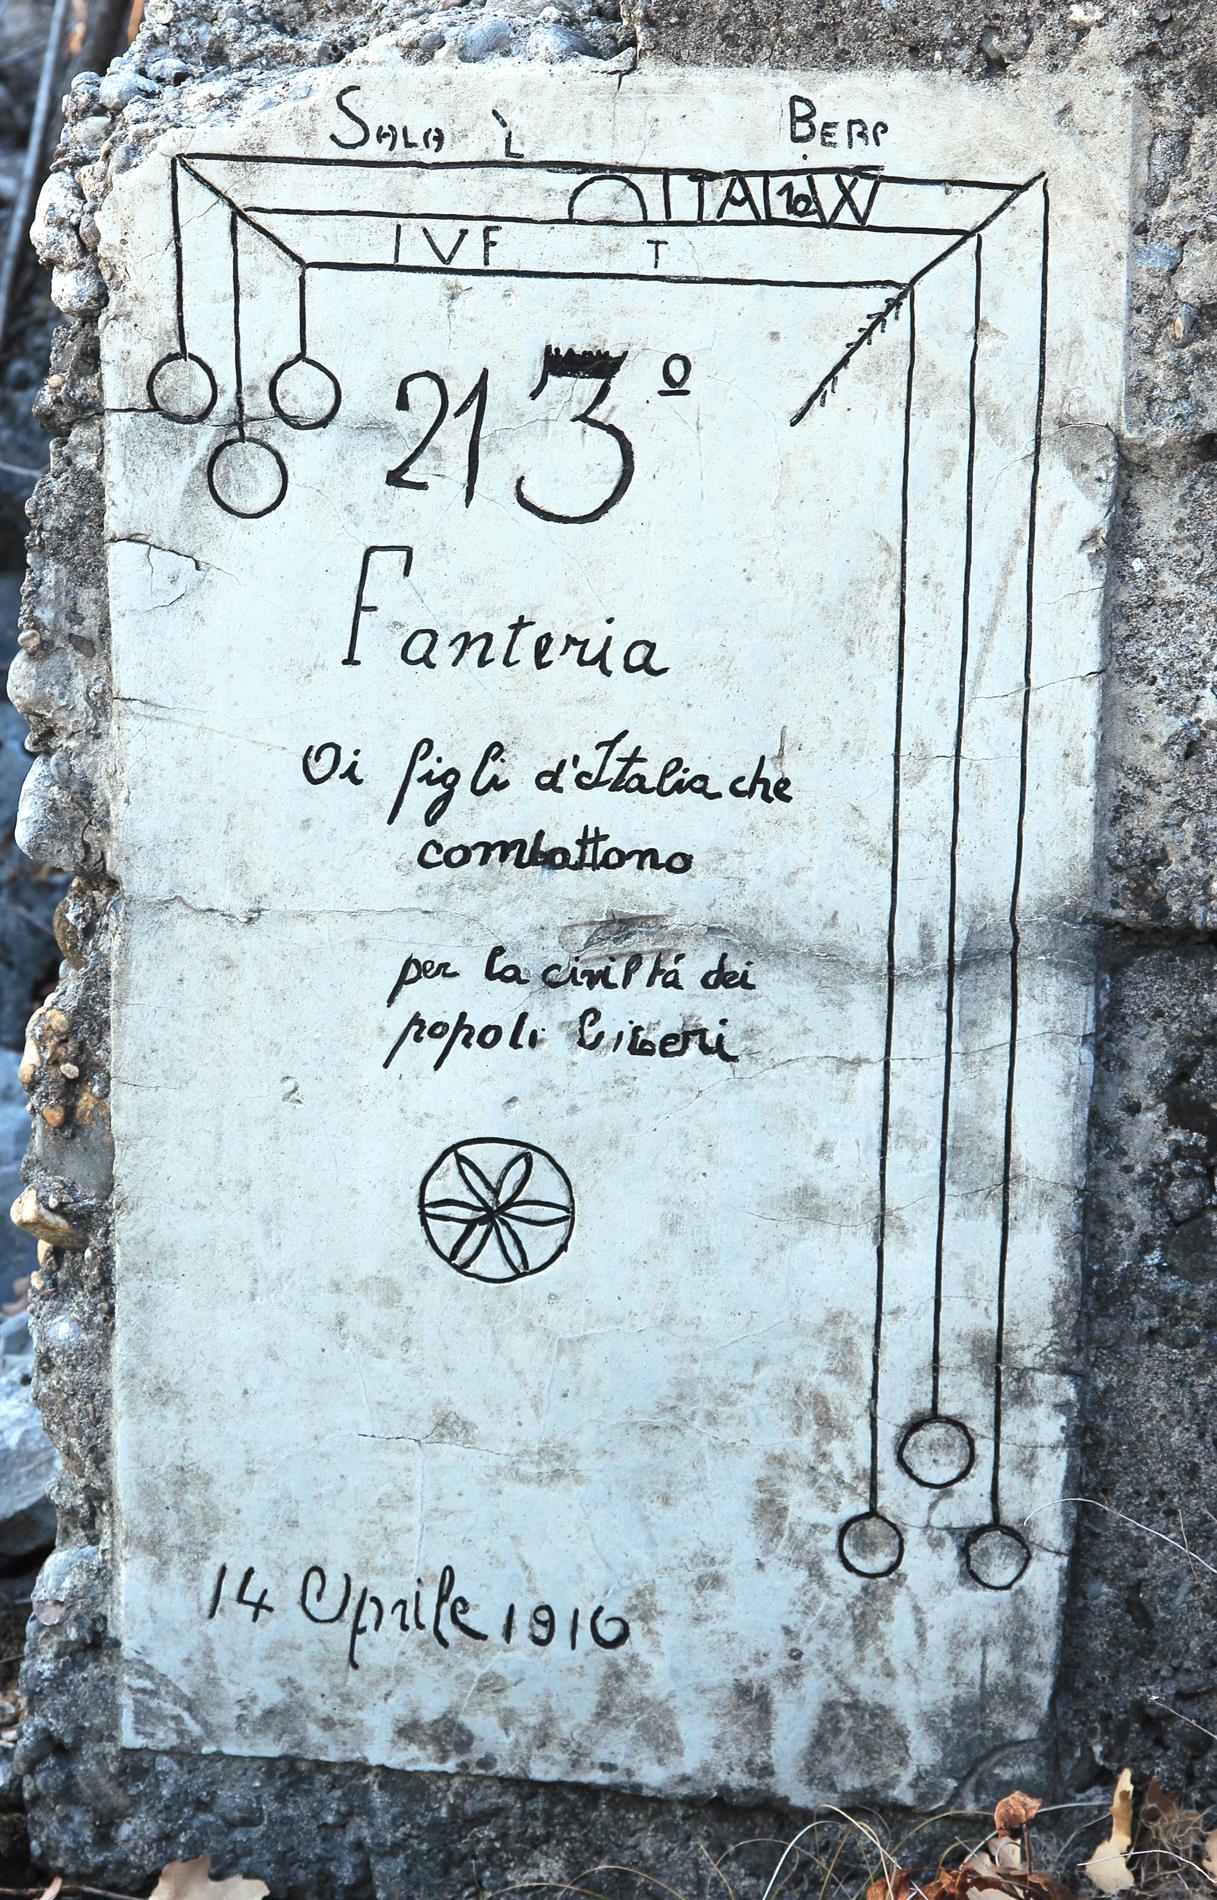 SALA L BERP
ITALIA W
IVF T
213º
Fanteria
Oi figli d'Italia che
combattono
per la civiltá dei
popoli liberi
14 Aprile 1916